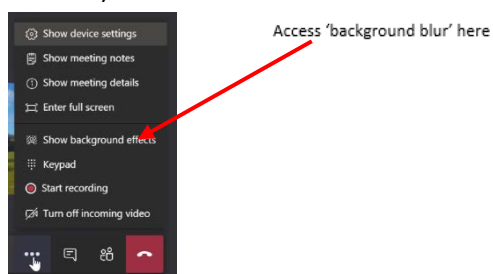 Show device settings
Access ‘background blur’ here
Show meeting notes
Show meeting details
Enter full screen
Show background effects
Keypad
Start recording
Turn off incoming video